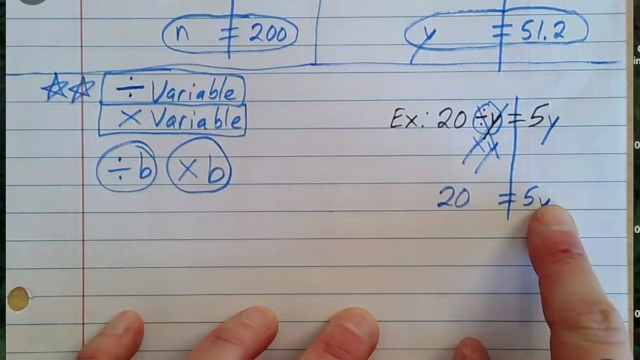 n = 200
y = 51.2
÷ Variable
× Variable
÷b ×b
Ex: 20 ÷y = 5y
×y
20 = 5y